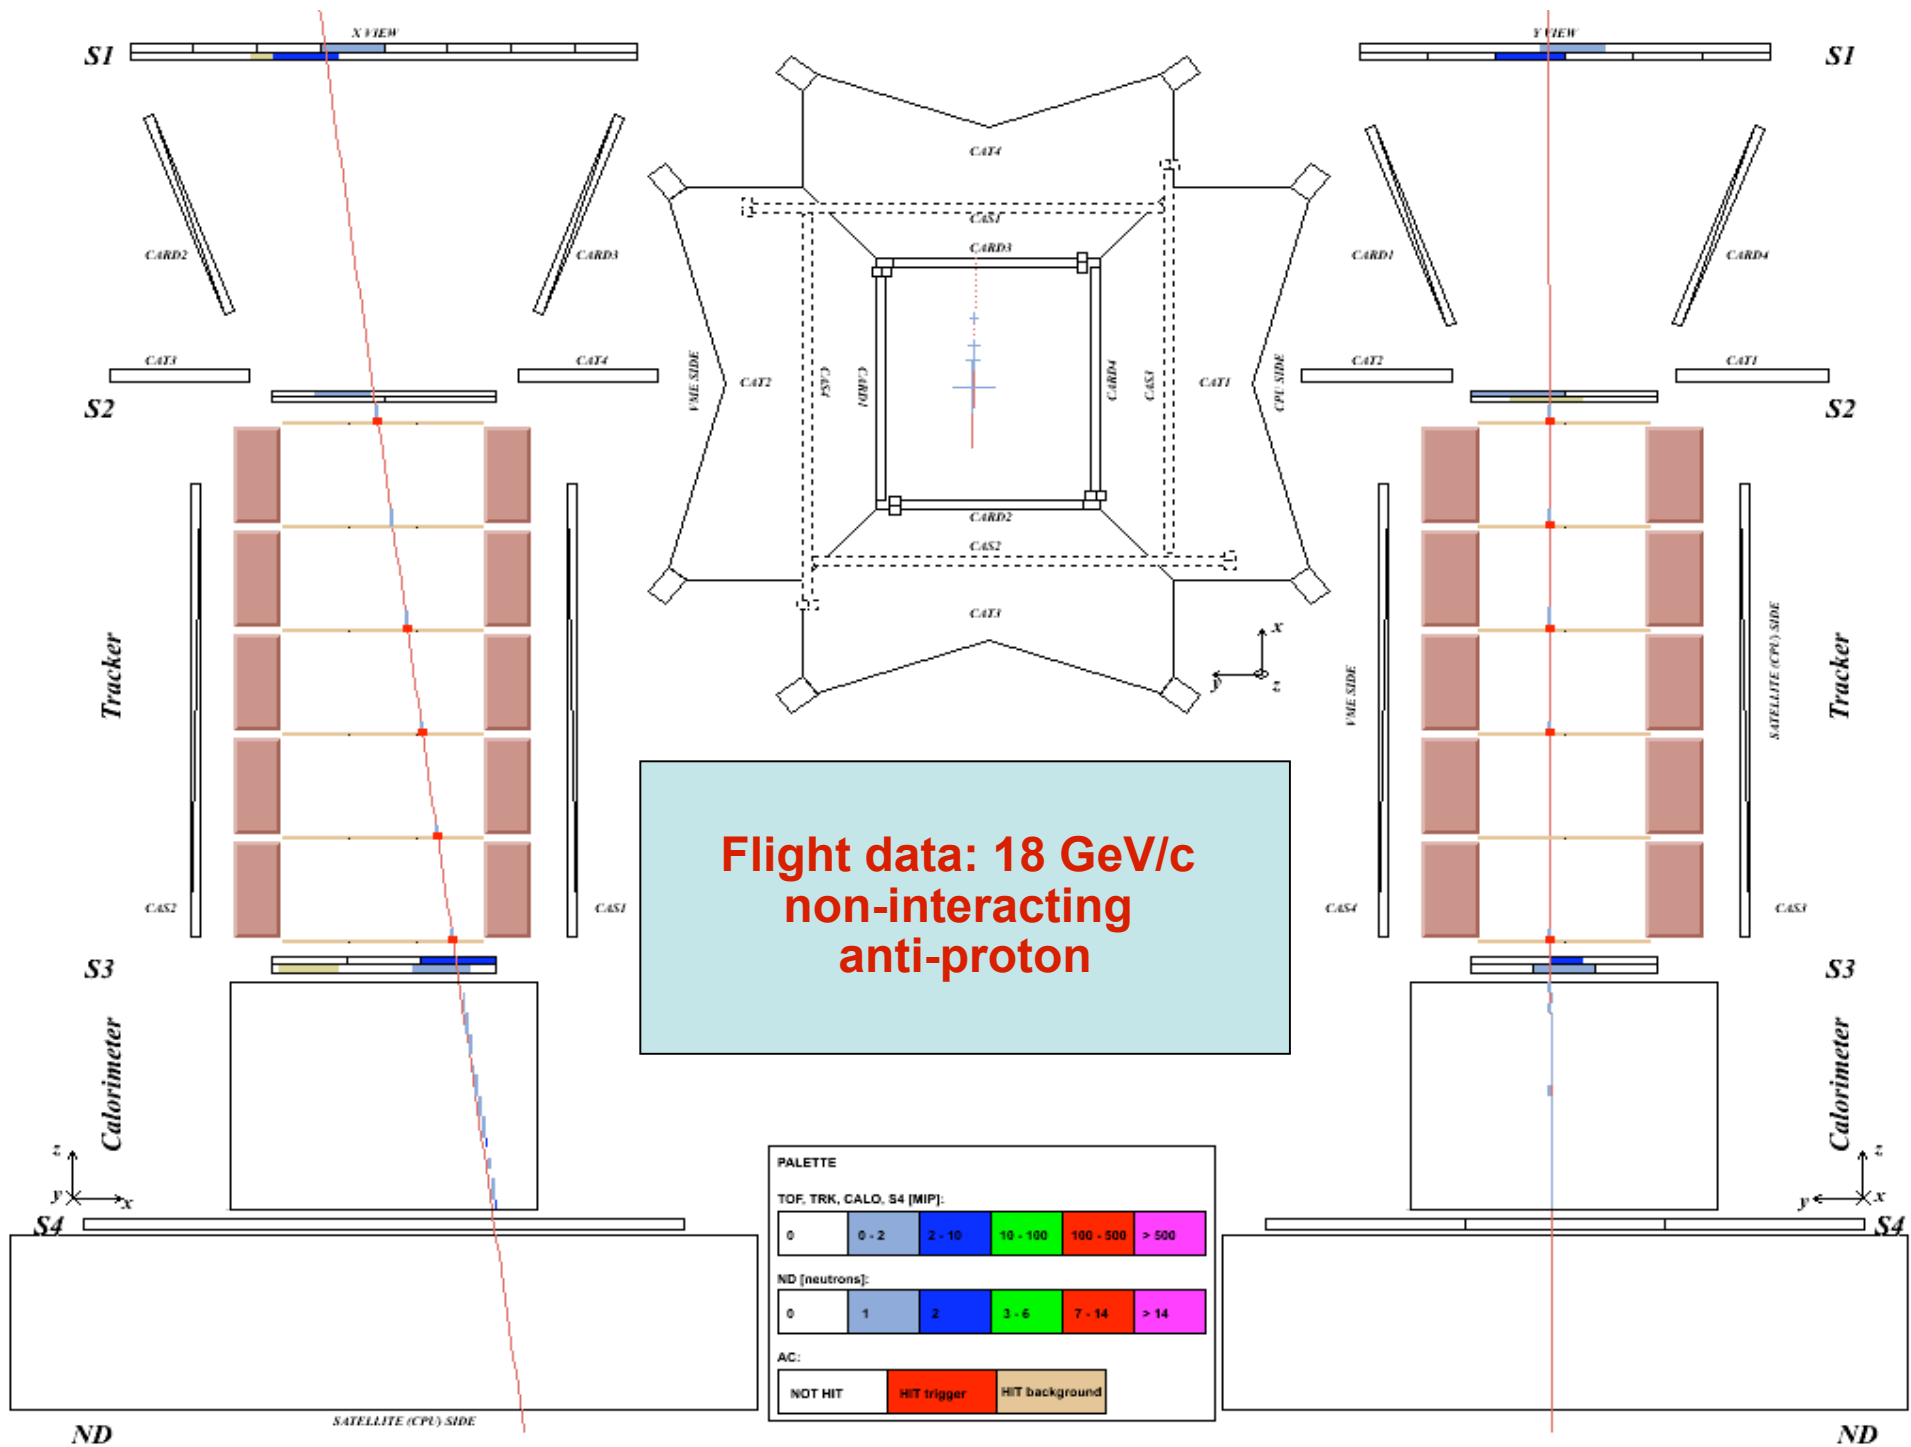 X VIEW
Y VIEW
S1
S1
CARD2
CARD3
CAT4
CAS1
CARD3
CARD1
CARD4
CAT3
CAT4
VME SIDE
CAT2
CAS4
CARD1
CARD4
CAS3
CAT1
CPU SIDE
CAT2
CAT1
S2
S2
CARD2
CAS2
CAT3
x
y
z
Tracker
VME SIDE
SATELLITE (CPU) SIDE
Tracker
Flight data: 18 GeV/c
non-interacting
anti-proton
CAS2
CAS1
CAS4
CAS3
S3
S3
Calorimeter
Calorimeter
z
y
x
PALETTE
TOF, TRK, CALO, S4 [MIP]:
0 0 - 2 2 - 10 10 - 100 100 - 500 > 500
ND [neutrons]:
0 1 2 3 - 6 7 - 14 > 14
AC:
NOT HIT HIT trigger HIT background
z
y
x
S4
S4
SATELLITE (CPU) SIDE
ND
ND